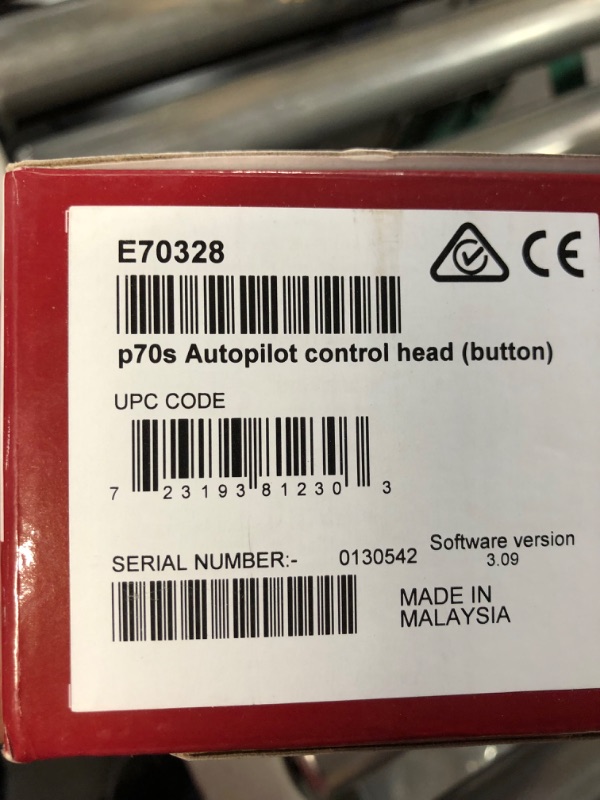 E70328
CE
p70s Autopilot control head (button)
UPC CODE
7 23193 81230 3
SERIAL NUMBER:- 0130542
Software version
3.09
MADE IN
MALAYSIA